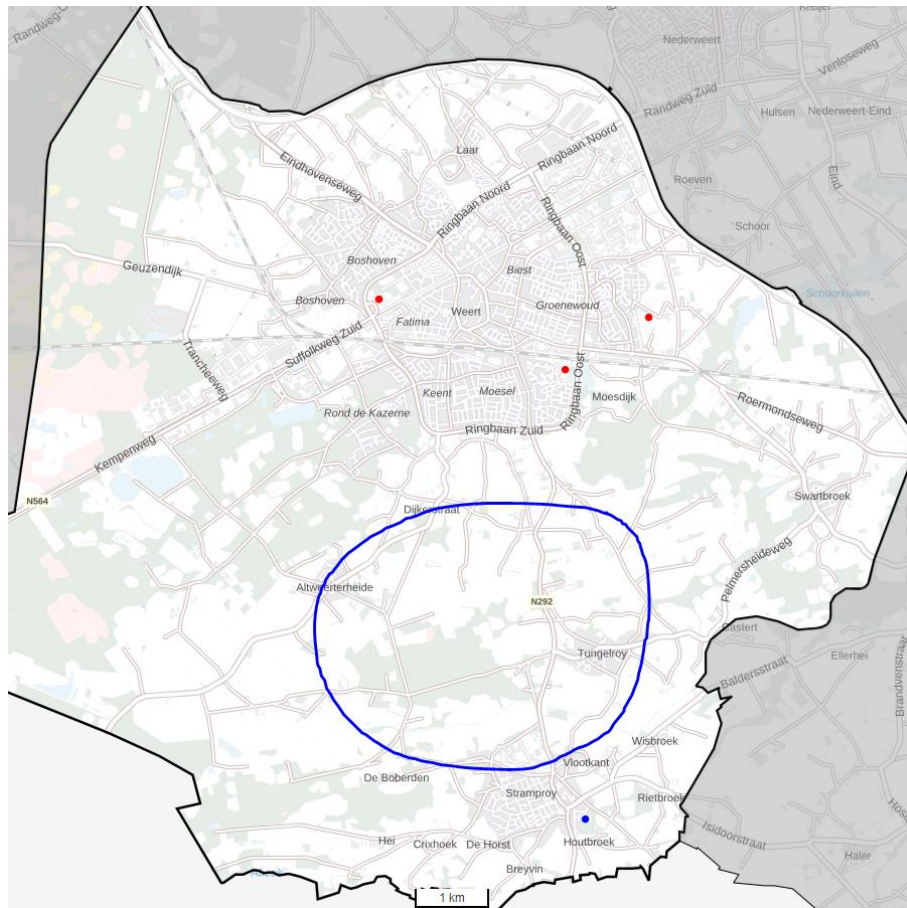 Kreijel
Randweg-O
Nederweert
Ventoseweg
Randweg Zuid
Hulsen
Nederweert-Eind
Ringbaan Noord
Laar
Eindhovenseweg
Roeven
Eind
Ringbaan Noord
Ringbaan Oost
Schoor
Boshoven
Geuzendijk
Biest
Schoorkuilen
Boshoven
Groenewoud
Weert
Fatima
Suffolkweg Zuid
Trancheeweg
Ringbaan Oost
Keent
Moesel
Moesdijk
Roermondseweg
Rond de Kazerne
Ringbaan Zuid
Kempenweg
N564
Swartbroek
Dijkerstraat
Pelmersheideweg
Altweerterheide
N292
Castert
Tungelroy
Ellerhei
Baldersstraat
Brandvenstraat
Wisbroek
Vlootkant
De Boberden
Stramproy
Rietbroek
Hei
Crixhoek
De Horst
Houtbroek
Isidoorstraat
Haler
Breyvin
1 km